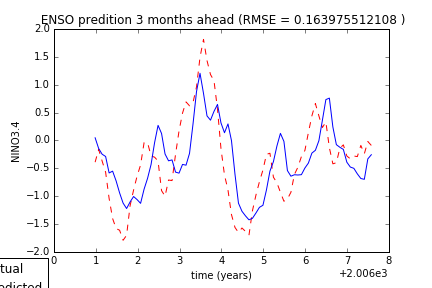 ENSO predition 3 months ahead (RMSE = 0.163975512108 )
2.0
1.5
1.0
0.5
0.0
−0.5
−1.0
−1.5
−2.0
NINO3.4
0 1 2 3 4 5 6 7 8
time (years)
+2.006e3
tual
edicted